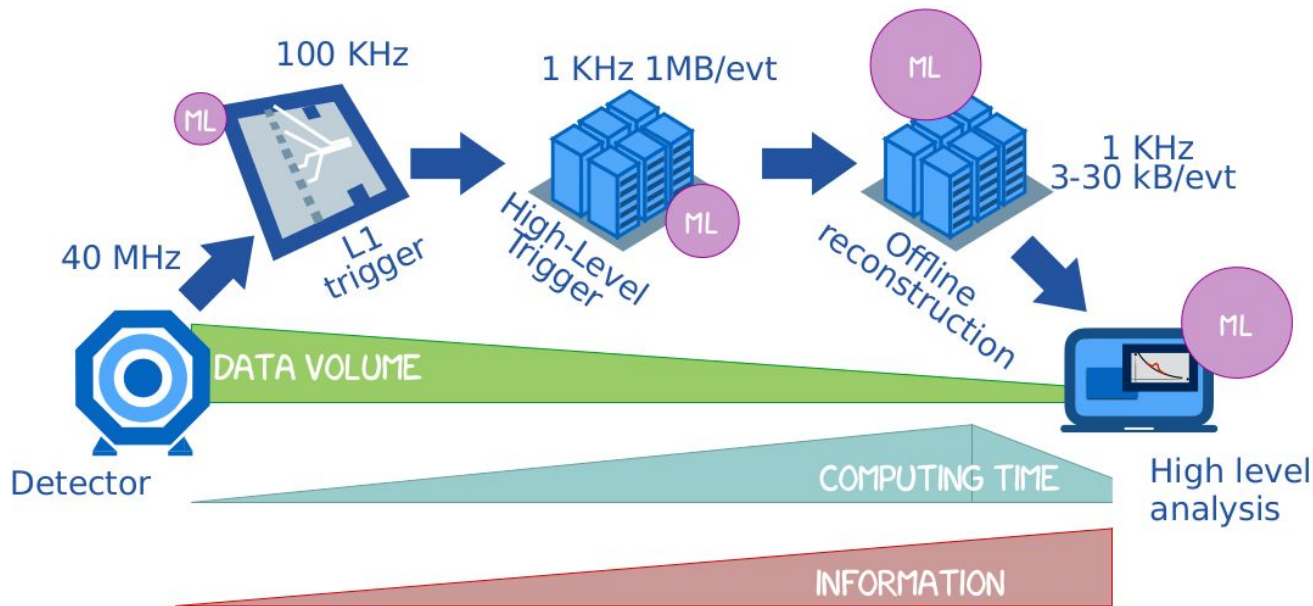 100 KHz
ML
L1
trigger
40 MHz
1 KHz 1MB/evt
High-Level
Trigger
ML
ML
Offline
reconstruction
1 KHz
3-30 kB/evt
ML
Detector
DATA VOLUME
COMPUTING TIME
INFORMATION
High level
analysis